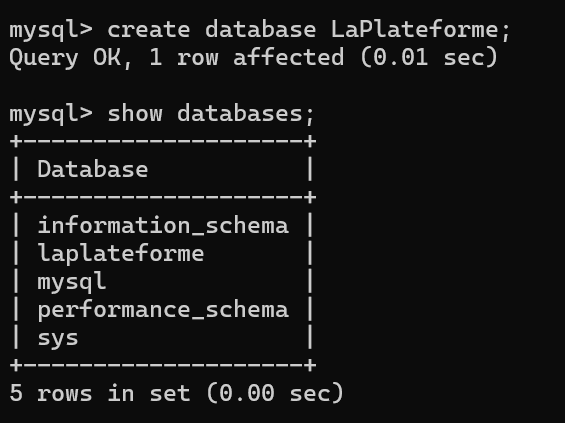 mysql> create database LaPlateforme;
Query OK, 1 row affected (0.01 sec)

mysql> show databases;
+--------------------+
| Database           |
+--------------------+
| information_schema |
| laplateforme       |
| mysql              |
| performance_schema |
| sys                |
+--------------------+
5 rows in set (0.00 sec)